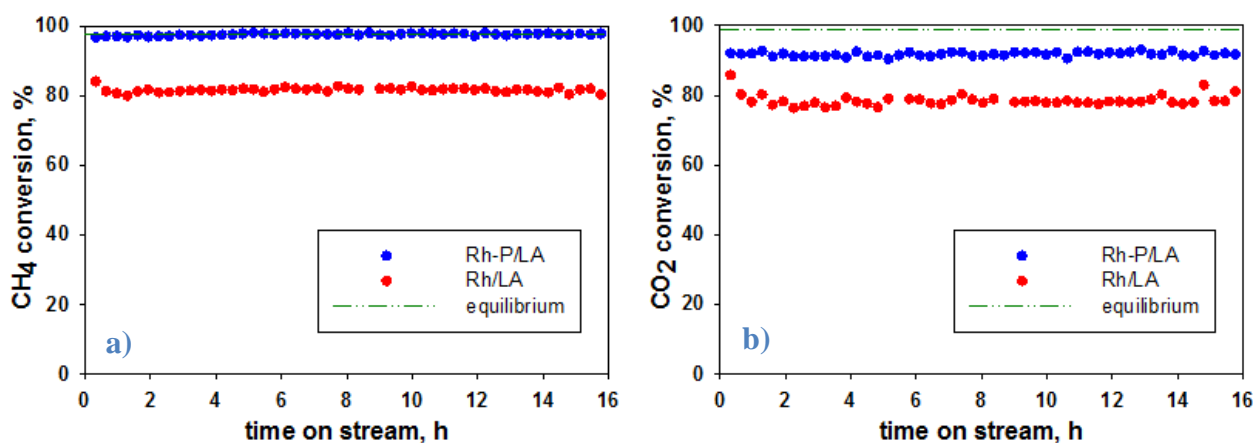 100
80
60
40
20
0
CH4 conversion, %
0 2 4 6 8 10 12 14 16
time on stream, h
Rh-P/LA
Rh/LA
equilibrium
a)
100
80
60
40
20
0
CO2 conversion, %
0 2 4 6 8 10 12 14 16
time on stream, h
Rh-P/LA
Rh/LA
equilibrium
b)